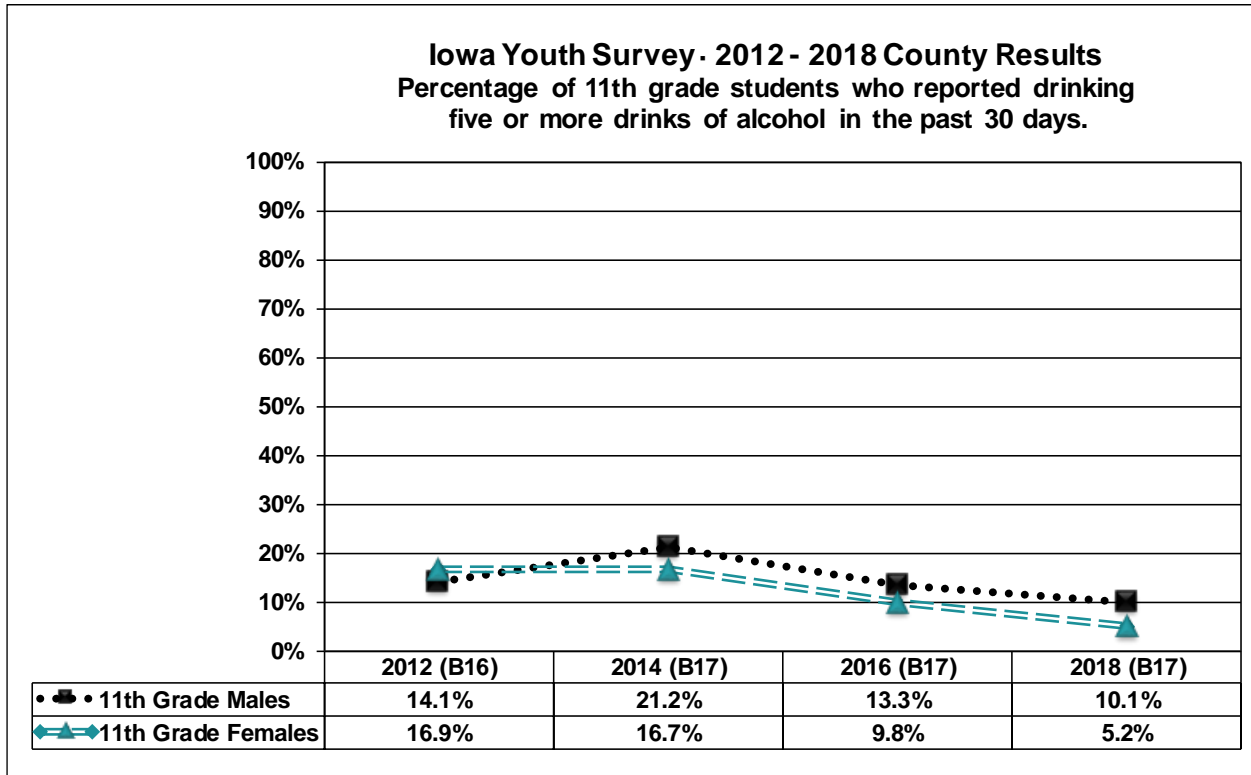 Iowa Youth Survey · 2012 - 2018 County Results
Percentage of 11th grade students who reported drinking
five or more drinks of alcohol in the past 30 days.
100%
90%
80%
70%
60%
50%
40%
30%
20%
10%
0%
2012 (B16) 2014 (B17) 2016 (B17) 2018 (B17)
11th Grade Males 14.1% 21.2% 13.3% 10.1%
11th Grade Females 16.9% 16.7% 9.8% 5.2%